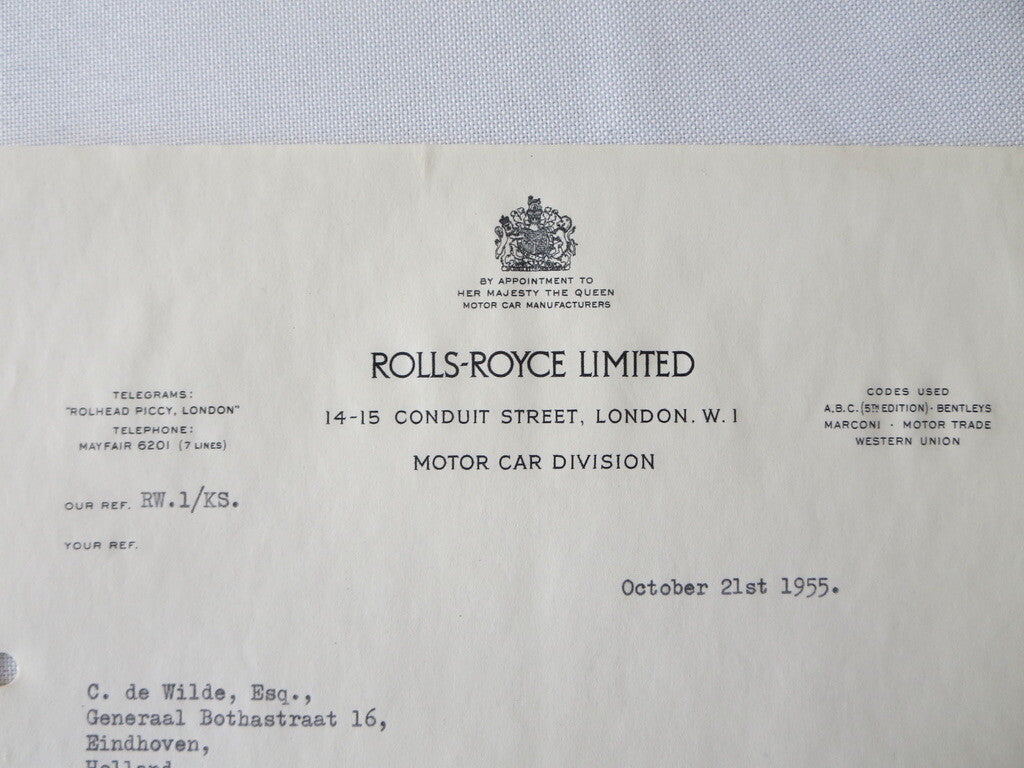 BY APPOINTMENT TO
HER MAJESTY THE QUEEN
MOTOR CAR MANUFACTURERS
ROLLS-ROYCE LIMITED
14-15 CONDUIT STREET, LONDON. W.1
MOTOR CAR DIVISION
TELEGRAMS:
"ROLHEAD PICCY, LONDON"
TELEPHONE:
MAYFAIR 6201 (7 LINES)
CODES USED
A.B.C. (5TH EDITION) · BENTLEYS
MARCONI · MOTOR TRADE
WESTERN UNION
OUR REF. RW.1/KS.
YOUR REF.
October 21st 1955.
C. de Wilde, Esq.,
Generaal Bothastraat 16,
Eindhoven,
Holland